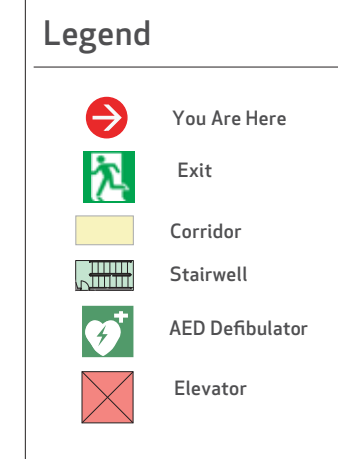 Legend
You Are Here
Exit
Corridor
Stairwell
AED Defibulator
Elevator